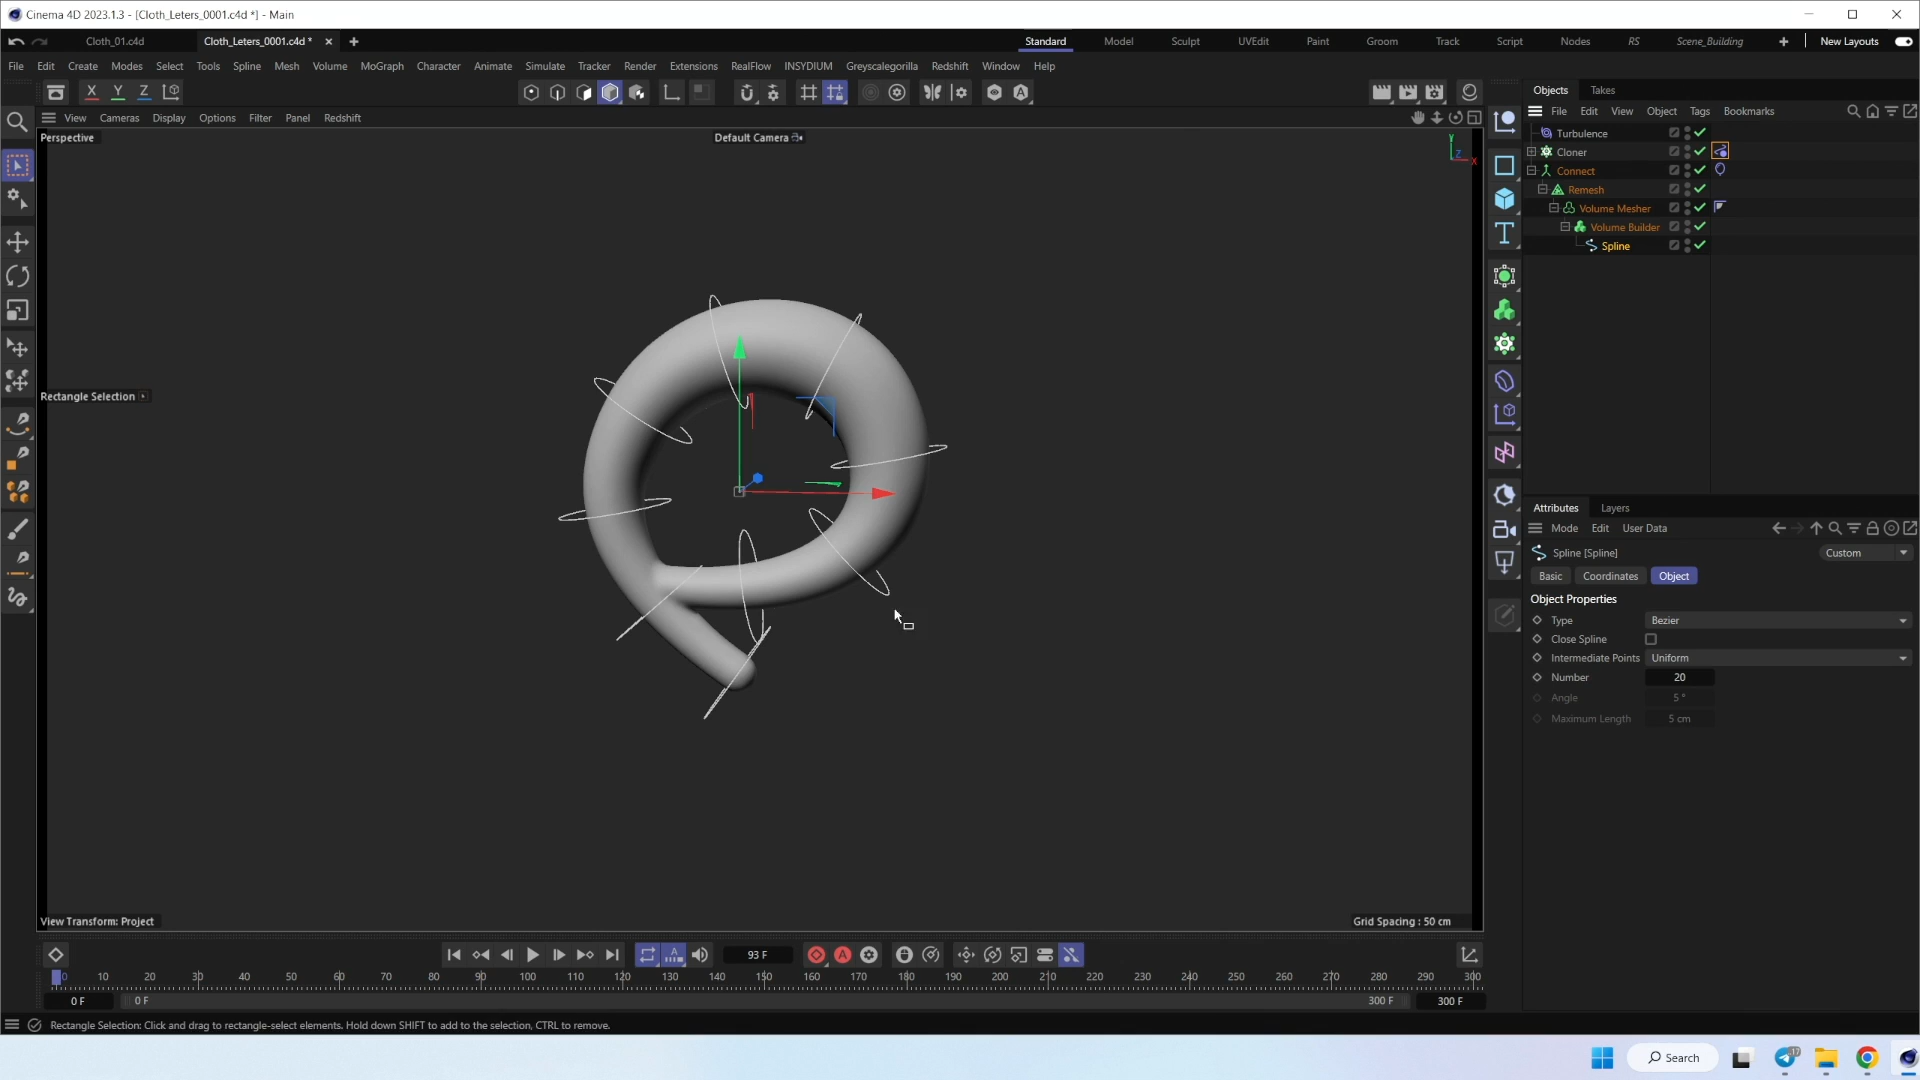 Cinema 4D 2023.1.3 - [Cloth_Leters_0001.c4d *] - Main
Cloth_01.c4d
Cloth_Leters_0001.c4d *
Standard
Model
Sculpt
UVEdit
Paint
Groom
Track
Script
Nodes
RS
Scene_Building
New Layouts
File Edit Create Modes Select Tools Spline Mesh Volume MoGraph Character Animate Simulate Tracker Render Extensions RealFlow INSYDIUM Greyscalegorilla Redshift Window Help
X Y Z
View Cameras Display Options Filter Panel Redshift
Perspective
Default Camera
Y
Z
X
Rectangle Selection
View Transform: Project
Grid Spacing : 50 cm
Objects
Takes
File Edit View Object Tags Bookmarks
Turbulence
Cloner
Connect
Remesh
Volume Mesher
Volume Builder
Spline
Attributes
Layers
Mode Edit User Data
Spline [Spline]
Custom
Basic
Coordinates
Object
Object Properties
Type
Bezier
Close Spline
Intermediate Points
Uniform
Number
20
Angle
5 °
Maximum Length
5 cm
93 F
0 10 20 30 40 50 60 70 80 90 100 110 120 130 140 150 160 170 180 190 200 210 220 230 240 250 260 270 280 290 300
0 F
0 F
300 F
300 F
Rectangle Selection: Click and drag to rectangle-select elements. Hold down SHIFT to add to the selection, CTRL to remove.
Search
17